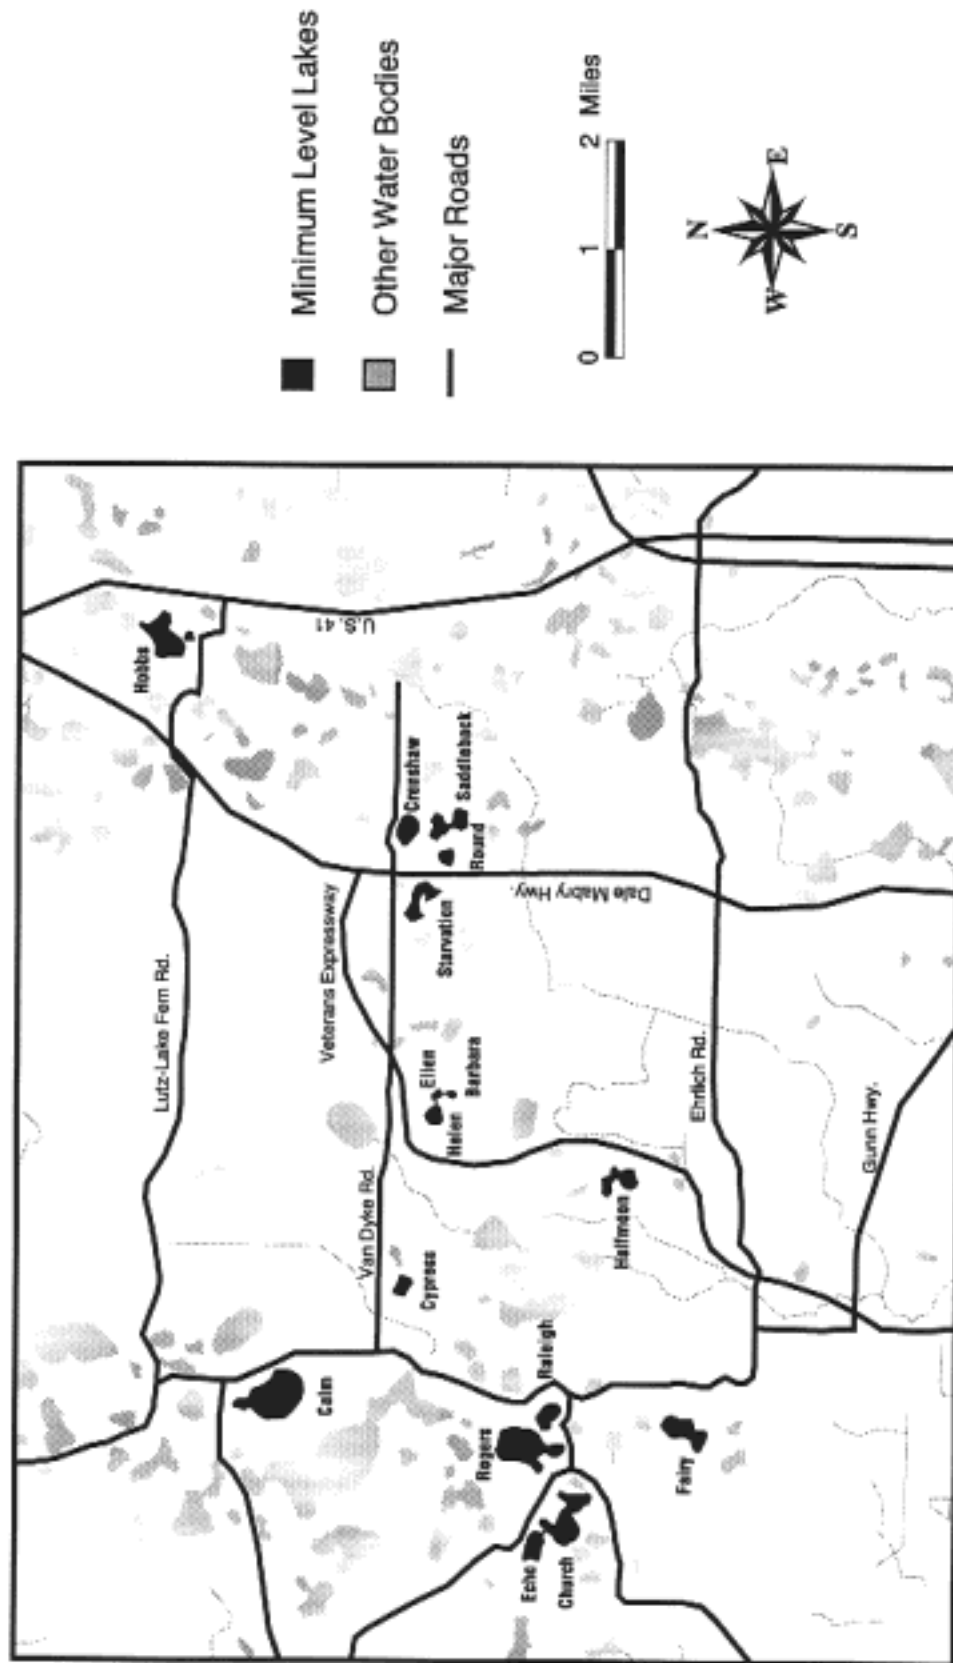 Hobbs
U.S. 41
Lutz-Lake Fern Rd.
Veterans Expressway
Van Dyke Rd.
Crenshaw
Saddleback
Round
Starvation
Dale Mabry Hwy.
Ellen
Helen
Barbara
Cypress
Calm
Halfmoon
Raleigh
Rogers
Echo
Church
Fairy
Ehrlich Rd.
Gunn Hwy.
Minimum Level Lakes
Other Water Bodies
Major Roads
0 1 2 Miles
N
W E
S